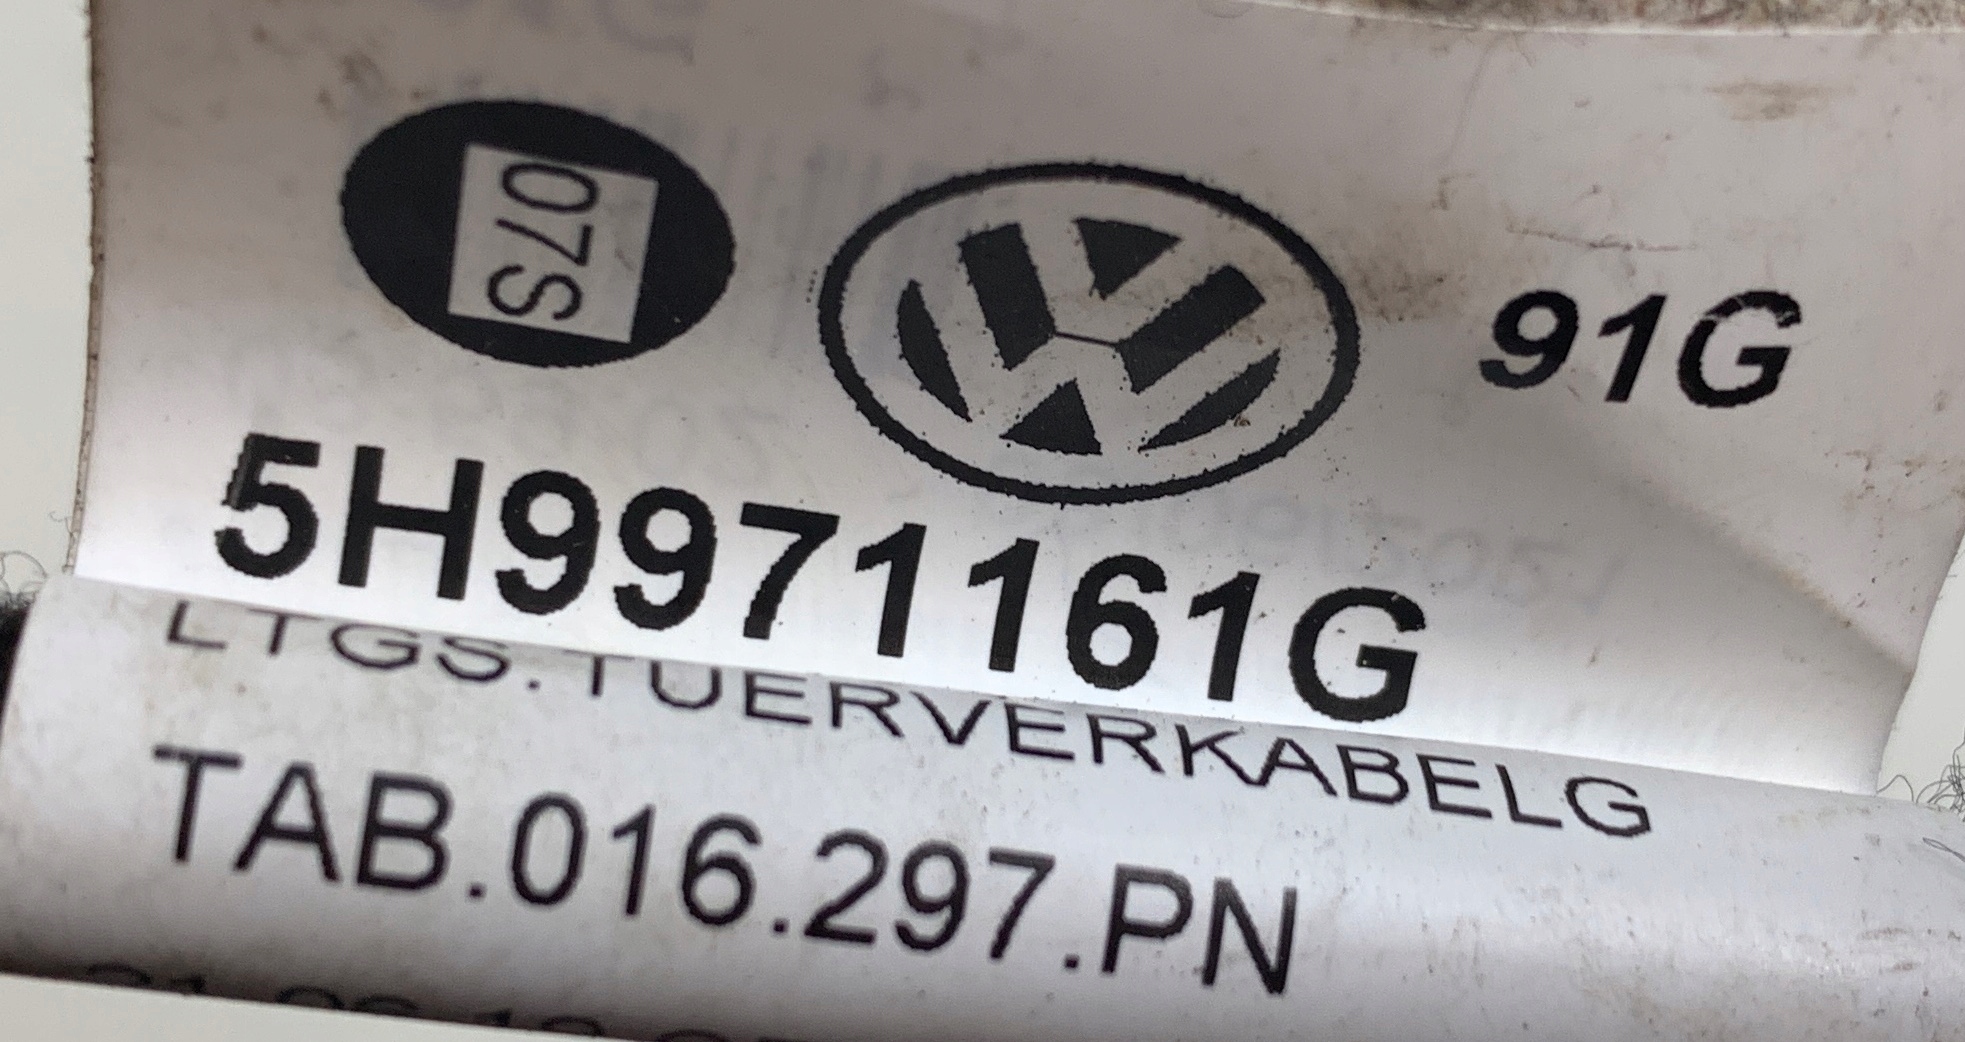 07S
91G
5H9971161G
LTGS.TUERVERKABELG
TAB.016.297.PN